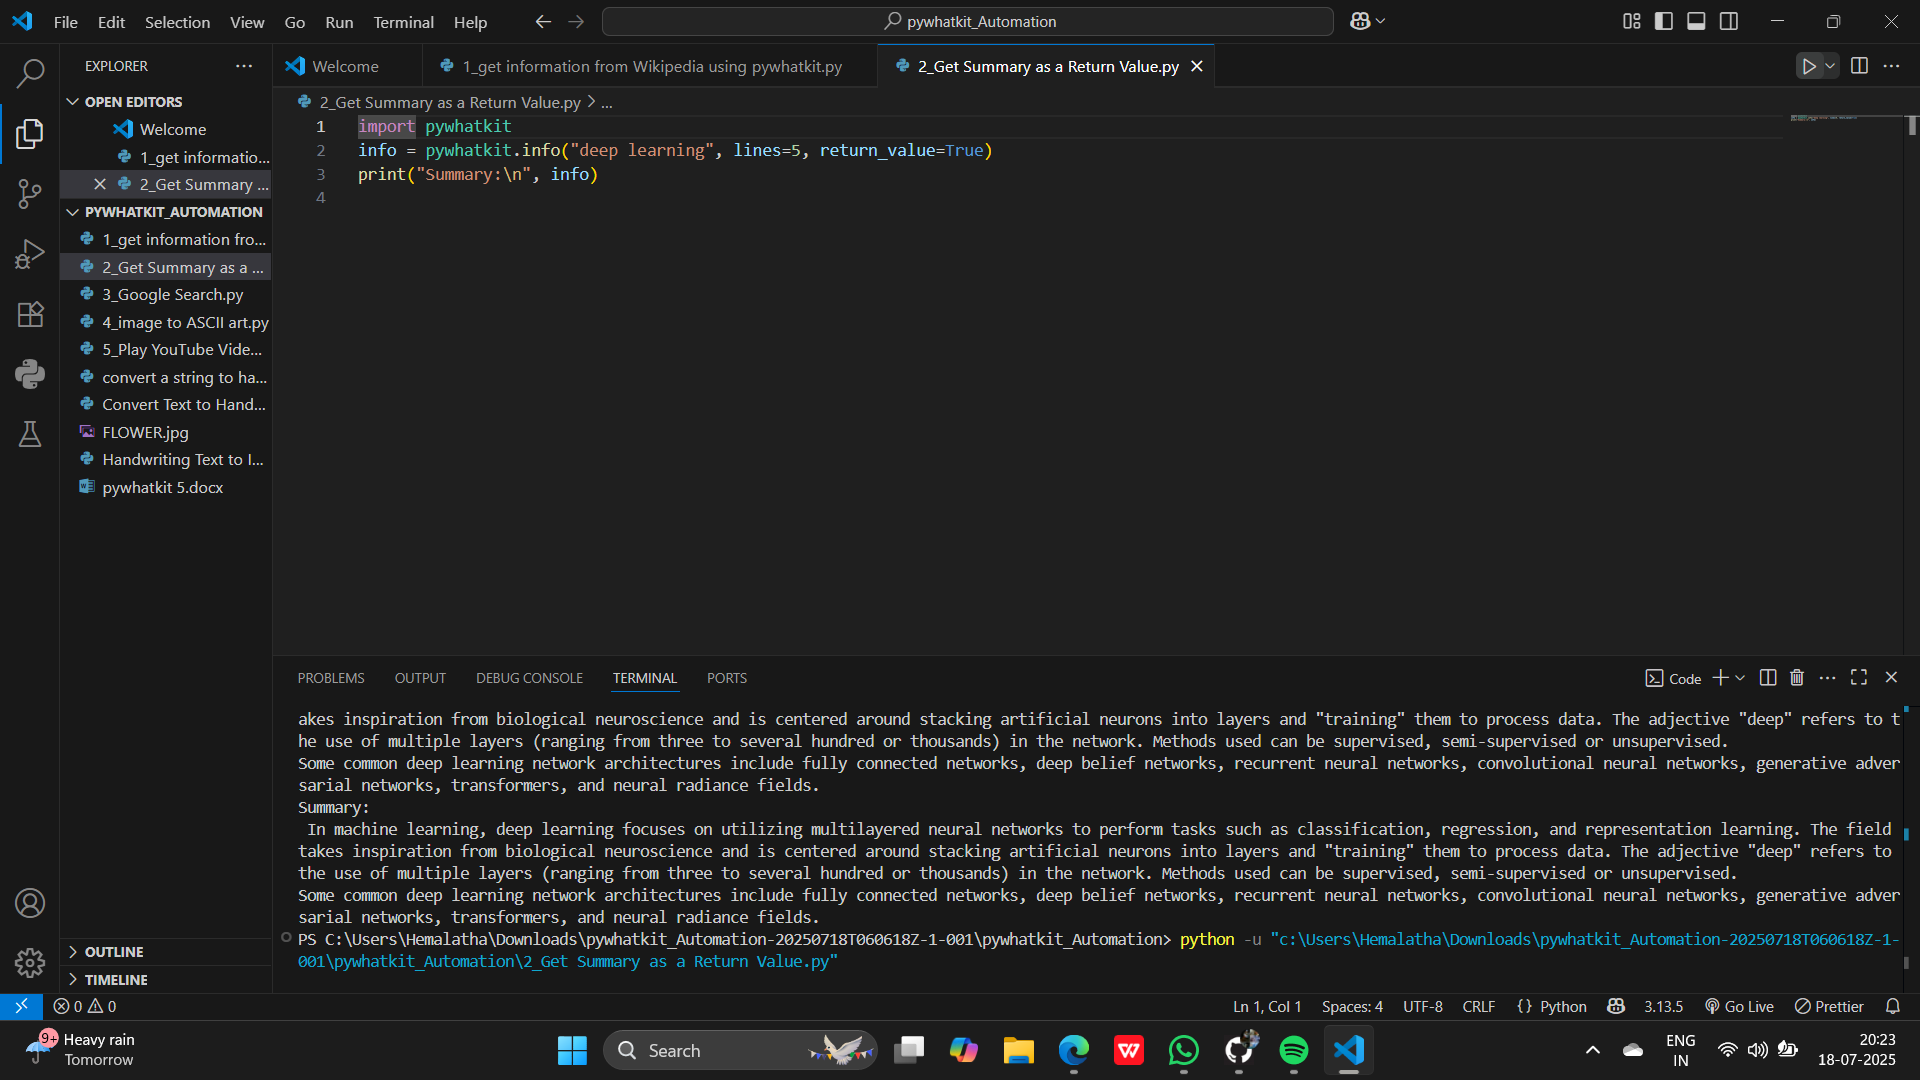 File Edit Selection View Go Run Terminal Help
pywhatkit_Automation
EXPLORER
Welcome
1_get information from Wikipedia using pywhatkit.py
2_Get Summary as a Return Value.py
OPEN EDITORS
Welcome
1_get informatio...
2_Get Summary ...
PYWHATKIT_AUTOMATION
1_get information fro...
2_Get Summary as a ...
3_Google Search.py
4_image to ASCII art.py
5_Play YouTube Vide...
convert a string to ha...
Convert Text to Hand...
FLOWER.jpg
Handwriting Text to I...
pywhatkit 5.docx
OUTLINE
TIMELINE
2_Get Summary as a Return Value.py > ...
1 import pywhatkit
2 info = pywhatkit.info("deep learning", lines=5, return_value=True)
3 print("Summary:\n", info)
4
PROBLEMS OUTPUT DEBUG CONSOLE TERMINAL PORTS
Code
akes inspiration from biological neuroscience and is centered around stacking artificial neurons into layers and "training" them to process data. The adjective "deep" refers to t
he use of multiple layers (ranging from three to several hundred or thousands) in the network. Methods used can be supervised, semi-supervised or unsupervised.
Some common deep learning network architectures include fully connected networks, deep belief networks, recurrent neural networks, convolutional neural networks, generative adver
sarial networks, transformers, and neural radiance fields.
Summary:
In machine learning, deep learning focuses on utilizing multilayered neural networks to perform tasks such as classification, regression, and representation learning. The field
takes inspiration from biological neuroscience and is centered around stacking artificial neurons into layers and "training" them to process data. The adjective "deep" refers to
the use of multiple layers (ranging from three to several hundred or thousands) in the network. Methods used can be supervised, semi-supervised or unsupervised.
Some common deep learning network architectures include fully connected networks, deep belief networks, recurrent neural networks, convolutional neural networks, generative adver
sarial networks, transformers, and neural radiance fields.
PS C:\Users\Hemalatha\Downloads\pywhatkit_Automation-20250718T060618Z-1-001\pywhatkit_Automation> python -u "c:\Users\Hemalatha\Downloads\pywhatkit_Automation-20250718T060618Z-1-
001\pywhatkit_Automation\2_Get Summary as a Return Value.py"
0 0
Ln 1, Col 1 Spaces: 4 UTF-8 CRLF {} Python 3.13.5 Go Live Prettier
9+ Heavy rain
Tomorrow
Search
ENG
IN
20:23
18-07-2025